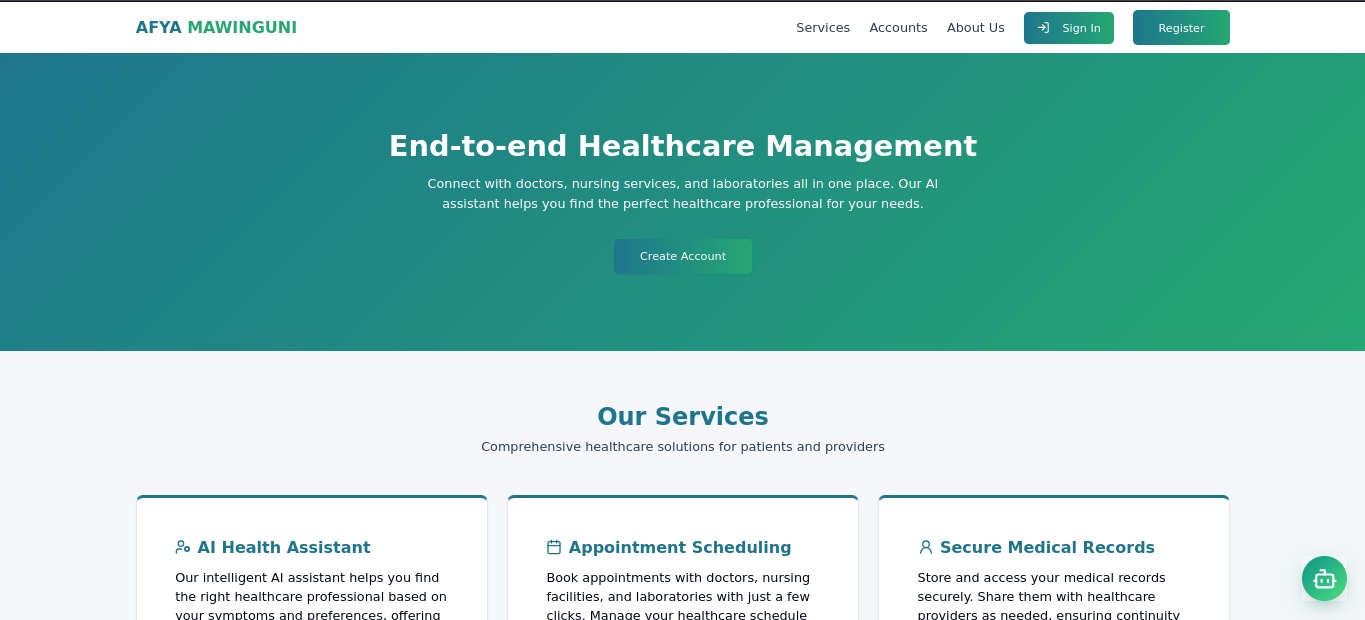 AFYA MAWINGUNI
Services
Accounts
About Us
Sign In
Register
End-to-end Healthcare Management
Connect with doctors, nursing services, and laboratories all in one place. Our AI
assistant helps you find the perfect healthcare professional for your needs.
Create Account
Our Services
Comprehensive healthcare solutions for patients and providers
AI Health Assistant
Our intelligent AI assistant helps you find
the right healthcare professional based on
your symptoms and preferences, offering
Appointment Scheduling
Book appointments with doctors, nursing
facilities, and laboratories with just a few
clicks. Manage your healthcare schedule
Secure Medical Records
Store and access your medical records
securely. Share them with healthcare
providers as needed, ensuring continuity